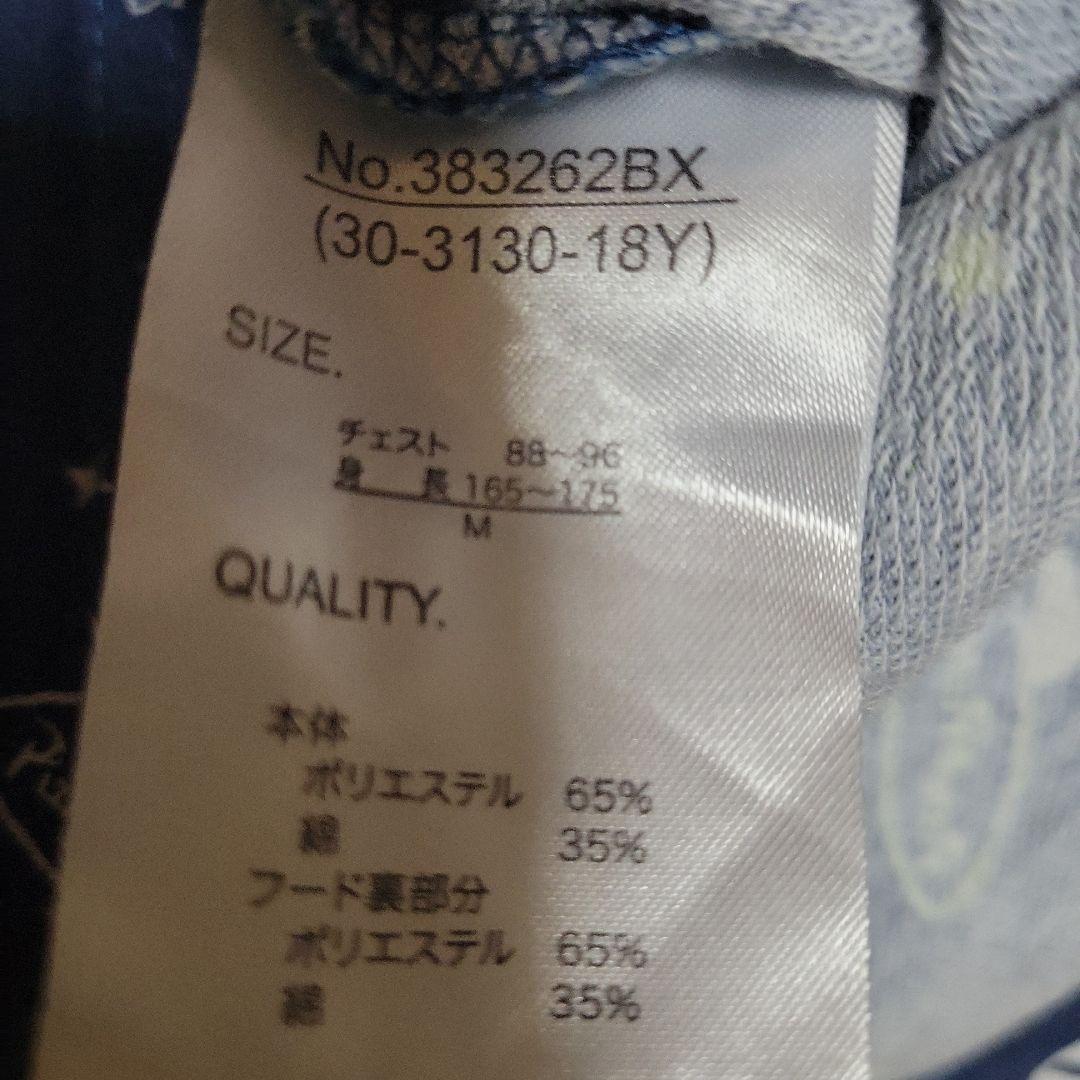 No.383262BX
(30-3130-18Y)
SIZE.
チェスト 88~96
身長 165~175
M
QUALITY.
本体
ポリエステル 65%
綿 35%
フード裏部分
ポリエステル 65%
綿 35%